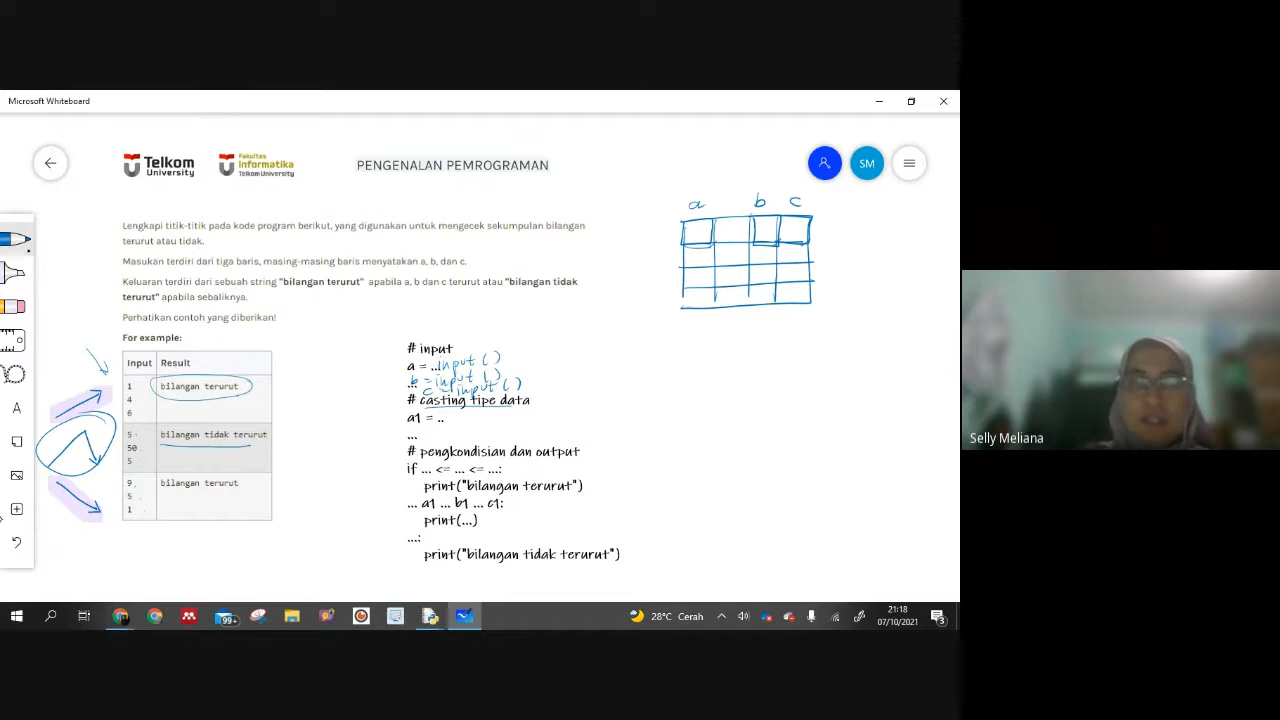 Microsoft Whiteboard
Telkom
University
Fakultas
Informatika
Telkom University
PENGENALAN PEMROGRAMAN
SM
Lengkapi titik-titik pada kode program berikut, yang digunakan untuk mengecek sekumpulan bilangan
terurut atau tidak.
Masukan terdiri dari tiga baris, masing-masing baris menyatakan a, b, dan c.
Keluaran terdiri dari sebuah string "bilangan terurut" apabila a, b dan c terurut atau "bilangan tidak
terurut" apabila sebaliknya.
Perhatikan contoh yang diberikan!
For example:
Input Result
1 bilangan terurut
4
6
5 bilangan tidak terurut
50
5
9 bilangan terurut
5
1
a b c
# input
a = ..input ()
... b = input ()
c = input ()
# casting tipe data
a1 = ..
...
# pengkondisian dan output
if ... <= ... <= ...:
print("bilangan terurut")
... a1 ... b1 ... c1:
print(...)
...:
print("bilangan tidak terurut")
A
Selly Meliana
99+
28°C Cerah
21:18
07/10/2021
3